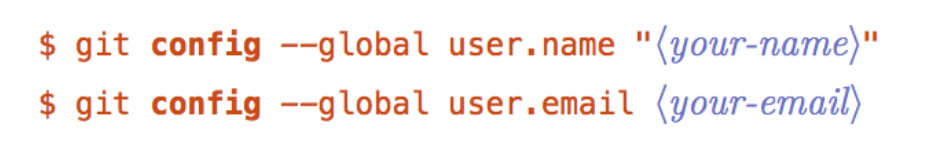 $ git config --global user.name "⟨your-name⟩"
$ git config --global user.email ⟨your-email⟩